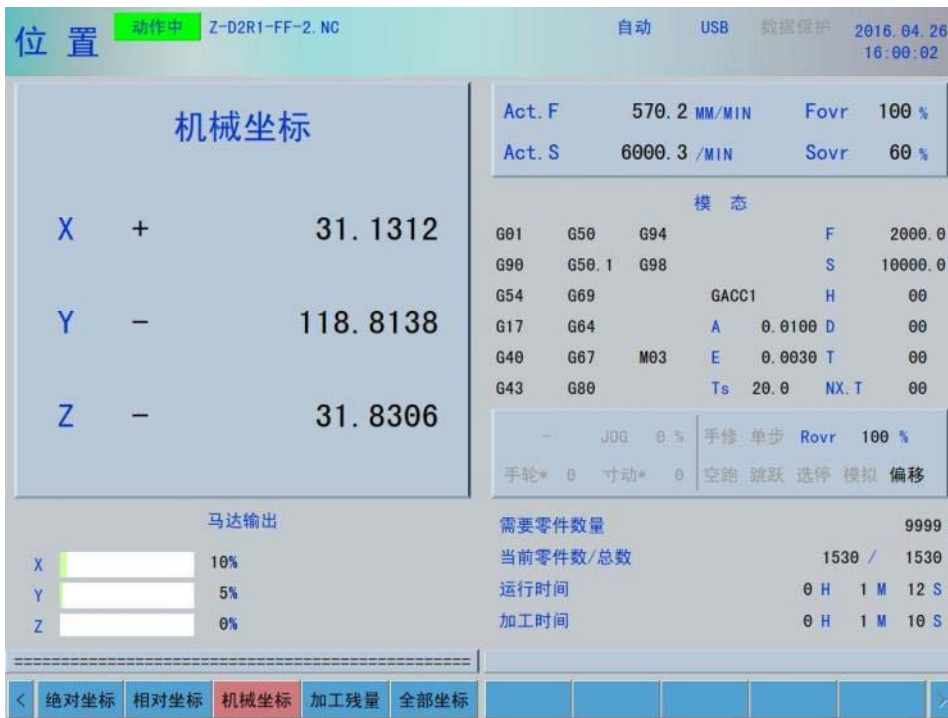 位 置 动作中 Z-D2R1-FF-2.NC 自动 USB 数据保护 2016.04.26
16:00:02
机械坐标
X + 31.1312
Y - 118.8138
Z - 31.8306
Act.F 570.2 MM/MIN Fovr 100 %
Act.S 6000.3 /MIN Sovr 60 %
模 态
G01 G50 G94 F 2000.0
G90 G50.1 G98 S 10000.0
G54 G69 GACC1 H 00
G17 G64 A 0.0100 D 00
G40 G67 M03 E 0.0030 T 00
G43 G80 Ts 20.0 NX.T 00
- JOG 0 % 手修 单步 Rovr 100 %
手轮* 0 寸动* 0 空跑 跳跃 选停 模拟 偏移
马达输出
X 10%
Y 5%
Z 0%
需要零件数量 9999
当前零件数/总数 1530 / 1530
运行时间 0 H 1 M 12 S
加工时间 0 H 1 M 10 S
==================================================
< 绝对坐标 相对坐标 机械坐标 加工残量 全部坐标 >